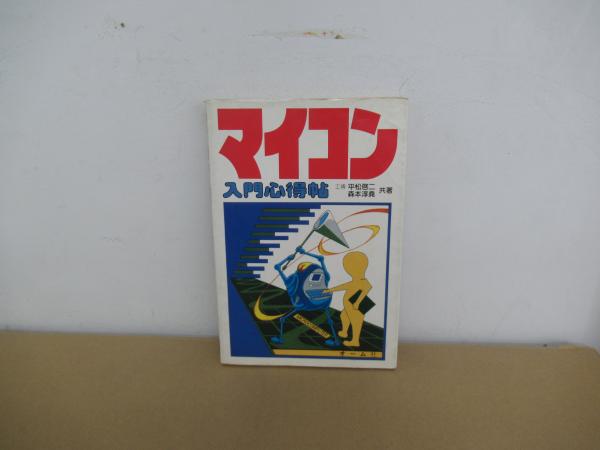 マイコン
入門心得帖
工博 平松啓二
森本淳堯 共著
オーム社